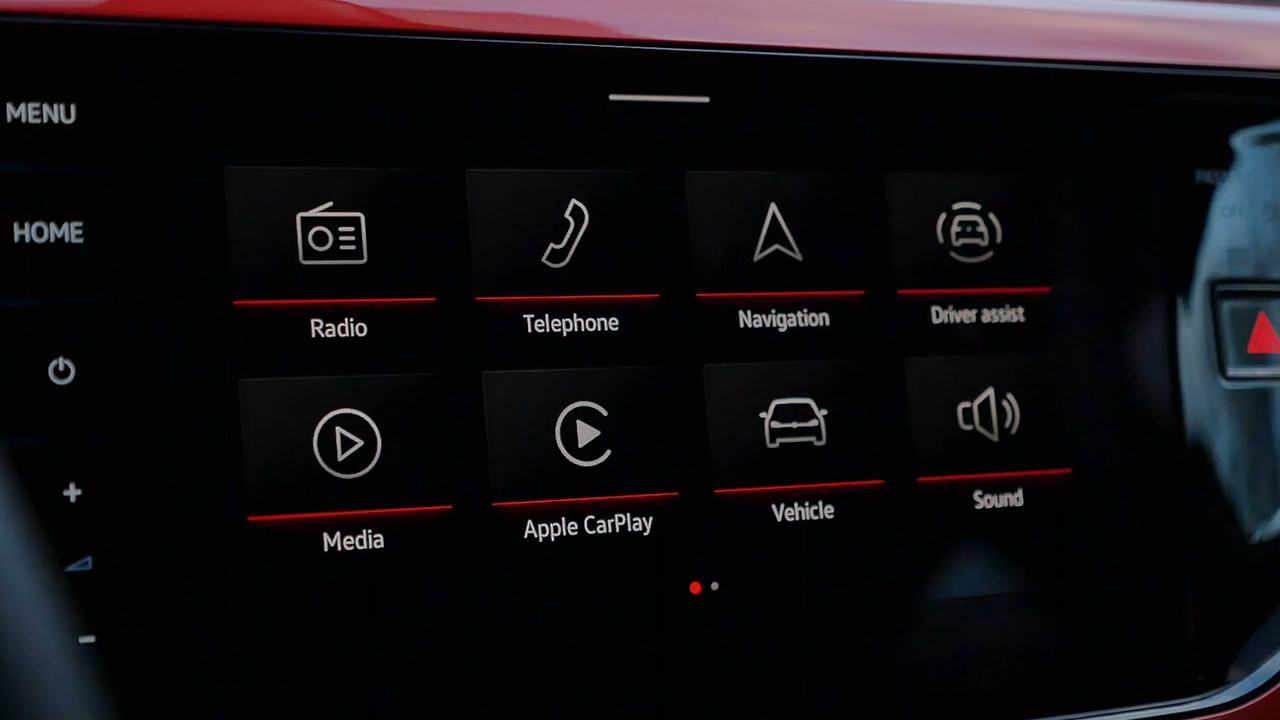 MENU
HOME
Radio
Telephone
Navigation
Driver assist
Media
Apple CarPlay
Vehicle
Sound